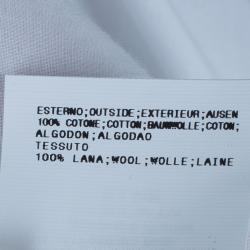 ESTERNO;OUTSIDE;EXTERIEUR;AUSEN
100% COTONE;COTTON;BAUMWOLLE;COTON;
ALGODON;ALGODAO
TESSUTO
100% LANA;WOOL;WOLLE;LAINE